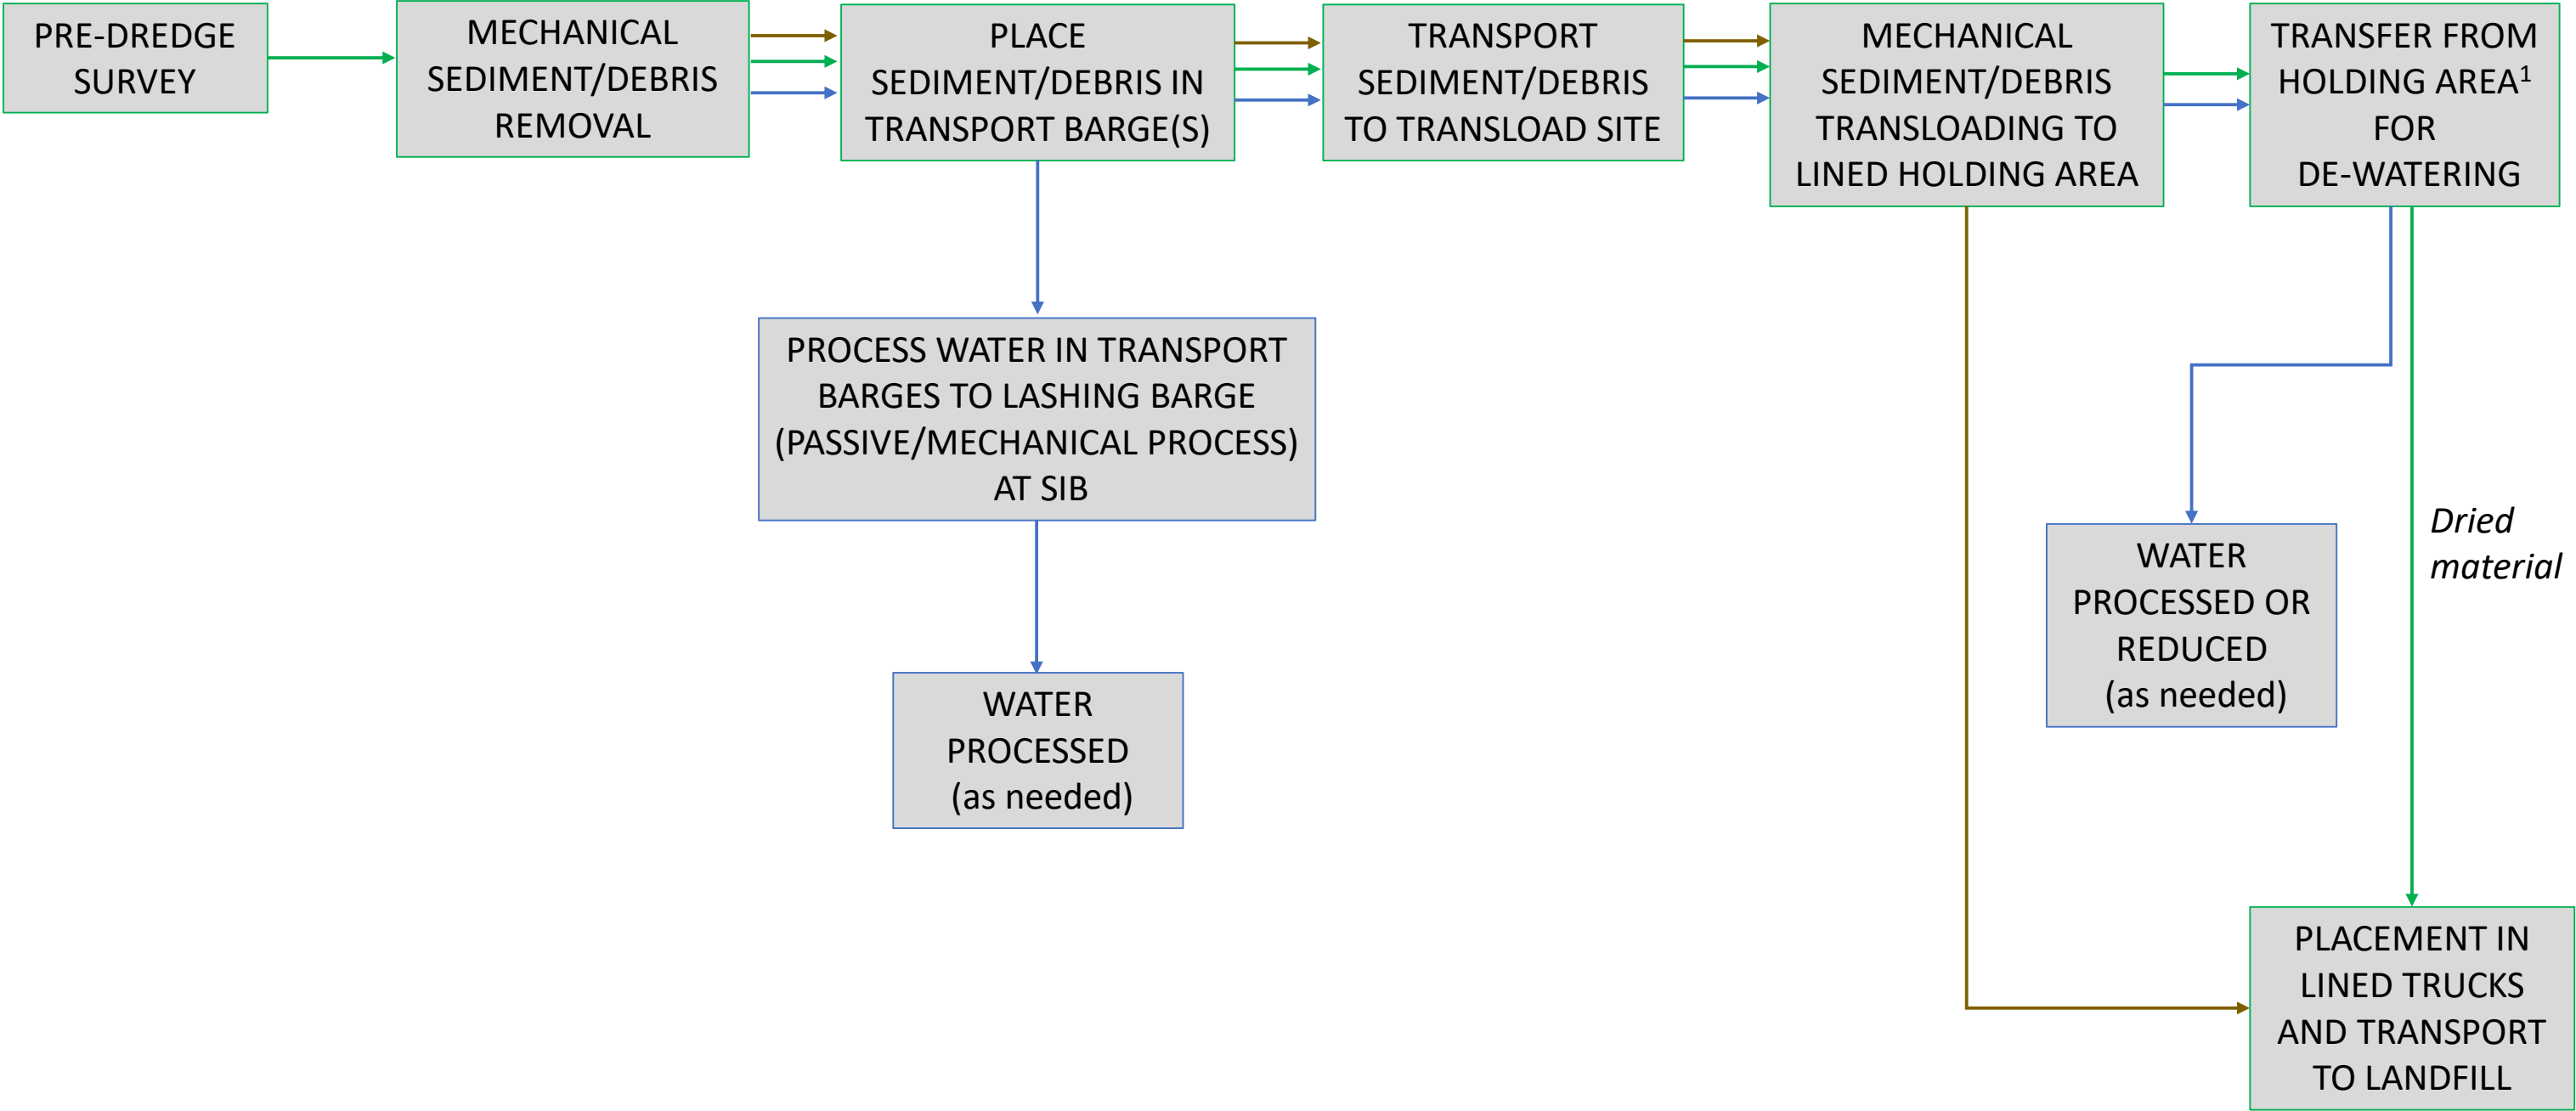 PRE-DREDGE
SURVEY
MECHANICAL
SEDIMENT/DEBRIS
REMOVAL
PLACE
SEDIMENT/DEBRIS IN
TRANSPORT BARGE(S)
TRANSPORT
SEDIMENT/DEBRIS
TO TRANSLOAD SITE
MECHANICAL
SEDIMENT/DEBRIS
TRANSLOADING TO
LINED HOLDING AREA
TRANSFER FROM
HOLDING AREA¹
FOR
DE-WATERING
PROCESS WATER IN TRANSPORT
BARGES TO LASHING BARGE
(PASSIVE/MECHANICAL PROCESS)
AT SIB
WATER
PROCESSED
(as needed)
WATER
PROCESSED OR
REDUCED
(as needed)
Dried
material
PLACEMENT IN
LINED TRUCKS
AND TRANSPORT
TO LANDFILL